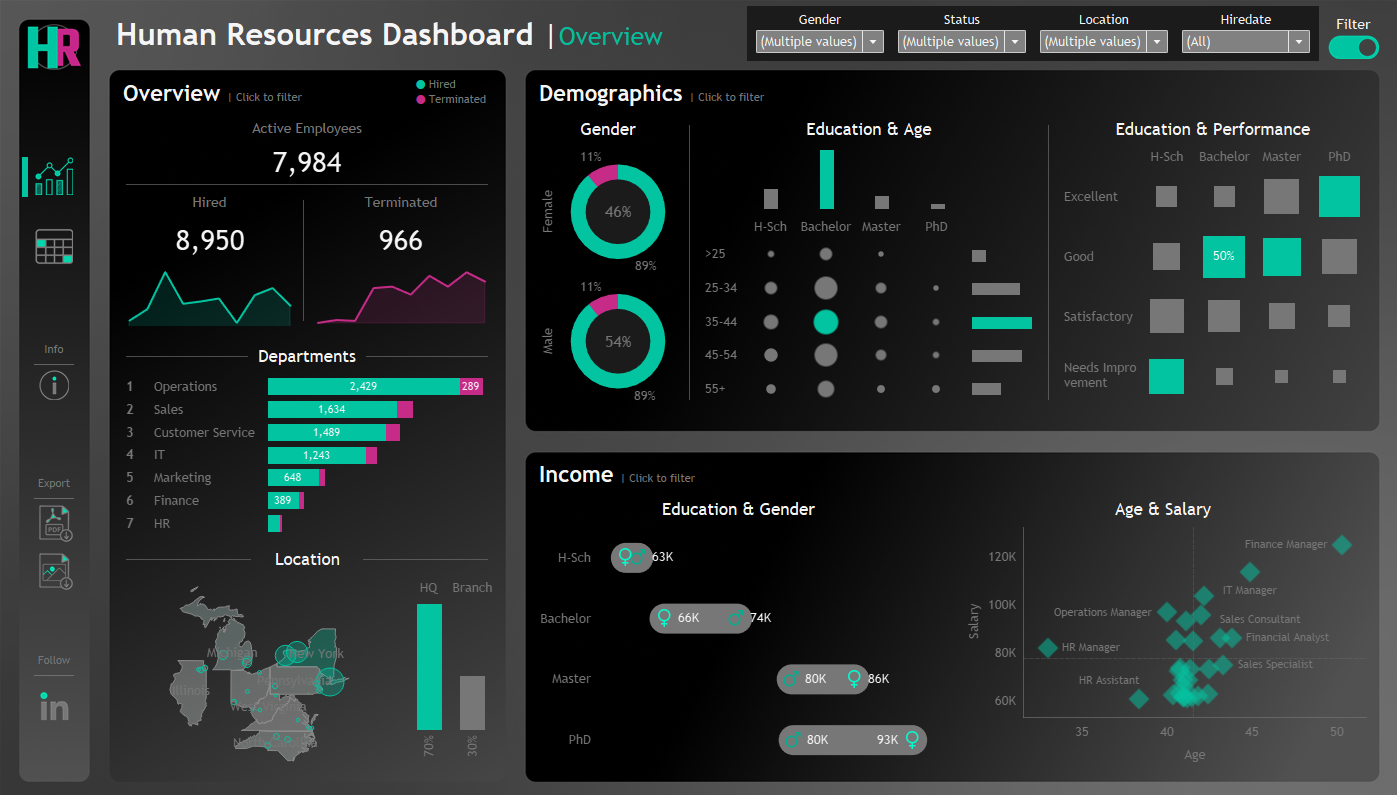 HR
Human Resources Dashboard | Overview
Gender
Status
Location
Hiredate
(Multiple values)
(Multiple values)
(Multiple values)
(All)
Filter
Info
Export
PDF
Follow
in
Overview | Click to filter
Hired
Terminated
Active Employees
7,984
Hired
8,950
Terminated
966
Departments
1 Operations 2,429 289
2 Sales 1,634
3 Customer Service 1,489
4 IT 1,243
5 Marketing 648
6 Finance 389
7 HR
Location
HQ Branch
70% 30%
Michigan
New York
Illinois
Pennsylvania
West Virginia
Demographics | Click to filter
Gender
Female
11%
46%
89%
Male
11%
54%
89%
Education & Age
H-Sch Bachelor Master PhD
>25
25-34
35-44
45-54
55+
Education & Performance
H-Sch Bachelor Master PhD
Excellent
Good 50%
Satisfactory
Needs Impro
vement
Income | Click to filter
Education & Gender
H-Sch 63K
Bachelor 66K 74K
Master 80K 86K
PhD 80K 93K
Age & Salary
Salary
120K
100K
80K
60K
Finance Manager
IT Manager
Operations Manager
Sales Consultant
Financial Analyst
HR Manager
Sales Specialist
HR Assistant
35 40 45 50
Age